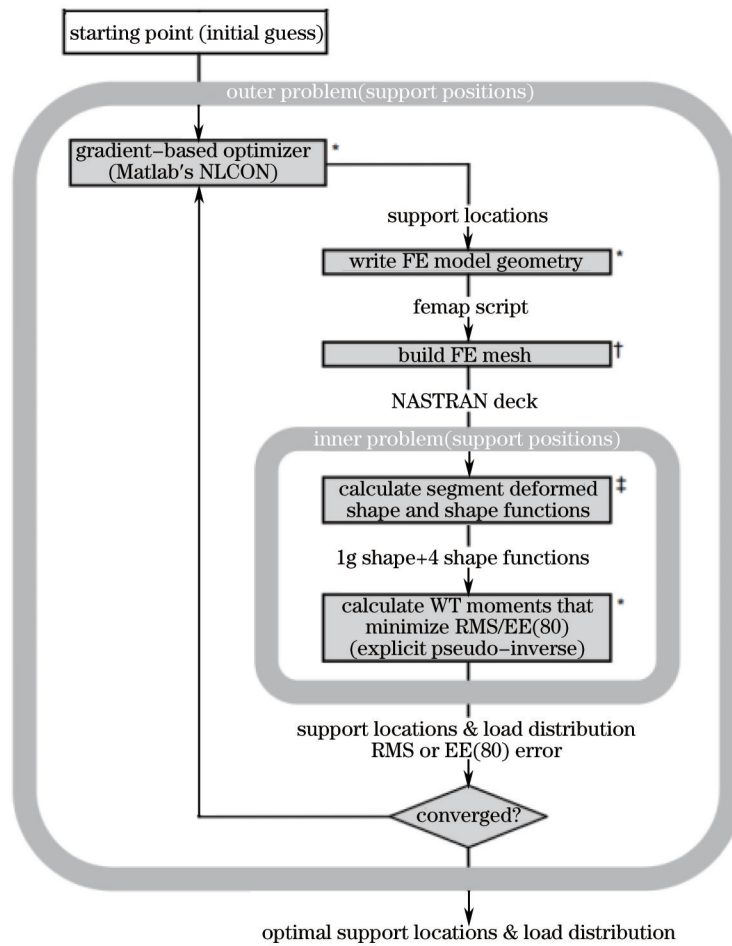 starting point (initial guess)
outer problem(support positions)
gradient-based optimizer *
(Matlab's NLCON)
support locations
write FE model geometry *
femap script
build FE mesh †
NASTRAN deck
inner problem(support positions)
calculate segment deformed ‡
shape and shape functions
1g shape+4 shape functions
calculate WT moments that *
minimize RMS/EE(80)
(explicit pseudo-inverse)
support locations & load distribution
RMS or EE(80) error
converged?
optimal support locations & load distribution